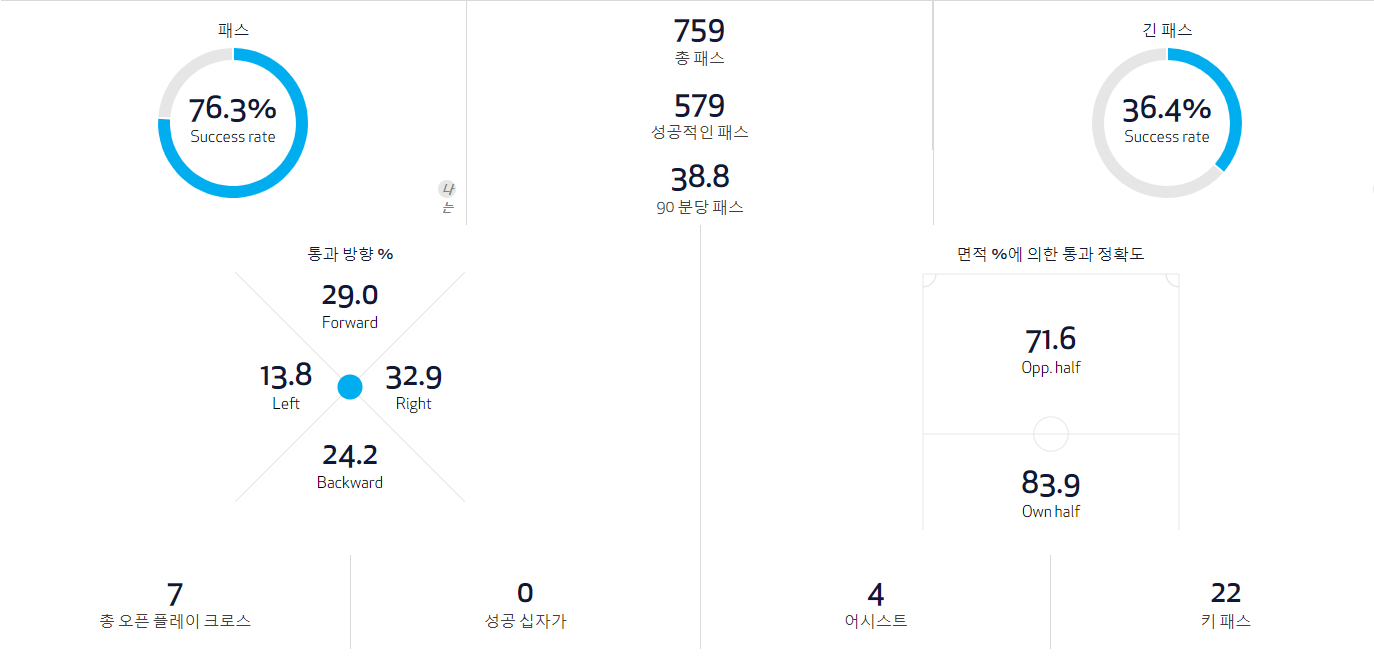 패스
76.3%
Success rate
나
는
759
총 패스
579
성공적인 패스
38.8
90 분당 패스
긴 패스
36.4%
Success rate
통과 방향 %
29.0
Forward
13.8
Left
32.9
Right
24.2
Backward
면적 %에 의한 통과 정확도
71.6
Opp. half
83.9
Own half
7
총 오픈 플레이 크로스
0
성공 십자가
4
어시스트
22
키 패스